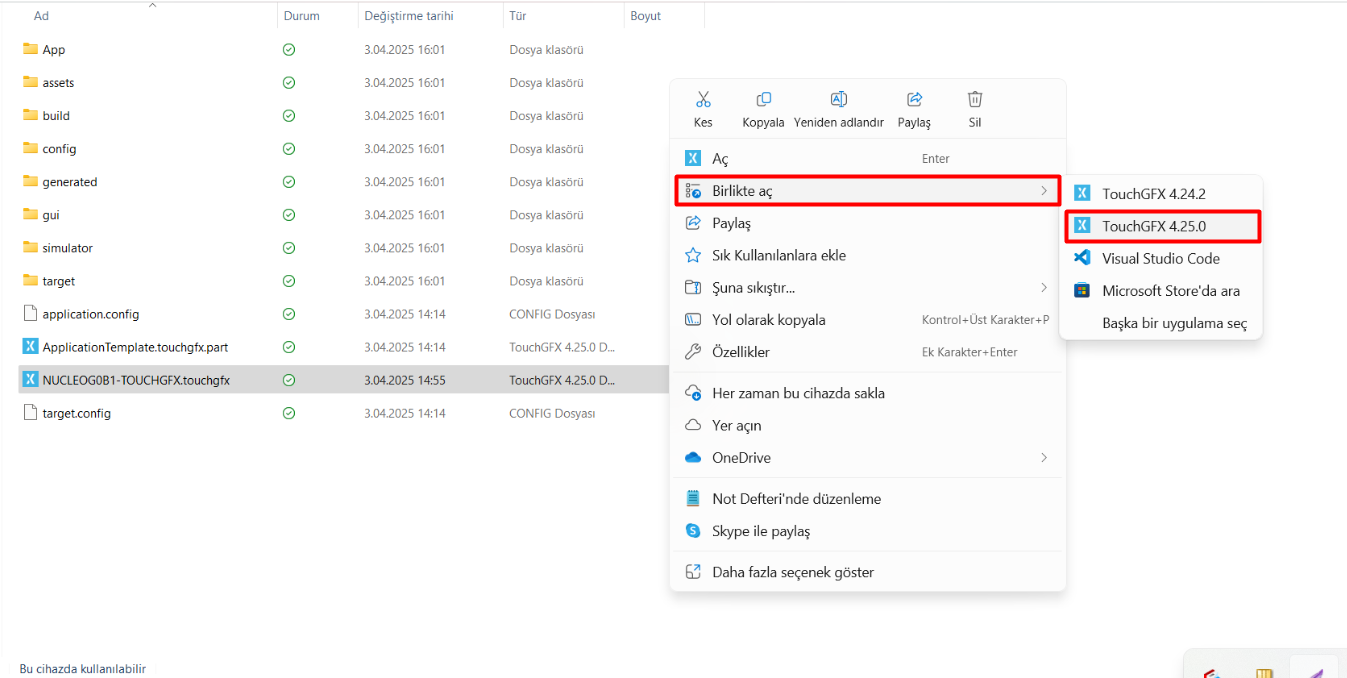 Ad Durum Değiştirme tarihi Tür Boyut
App 3.04.2025 16:01 Dosya klasörü
assets 3.04.2025 16:01 Dosya klasörü
build 3.04.2025 16:01 Dosya klasörü
config 3.04.2025 16:01 Dosya klasörü
generated 3.04.2025 16:01 Dosya klasörü
gui 3.04.2025 16:01 Dosya klasörü
simulator 3.04.2025 16:01 Dosya klasörü
target 3.04.2025 16:01 Dosya klasörü
application.config 3.04.2025 14:14 CONFIG Dosyası
ApplicationTemplate.touchgfx.part 3.04.2025 14:14 TouchGFX 4.25.0 D...
NUCLEOG0B1-TOUCHGFX.touchgfx 3.04.2025 14:55 TouchGFX 4.25.0 D...
target.config 3.04.2025 14:14 CONFIG Dosyası
Kes Kopyala Yeniden adlandır Paylaş Sil
Aç Enter
Birlikte aç
Paylaş
Sık Kullanılanlara ekle
Şuna sıkıştır...
Yol olarak kopyala Kontrol+Üst Karakter+P
Özellikler Ek Karakter+Enter
Her zaman bu cihazda sakla
Yer açın
OneDrive
Not Defteri'nde düzenleme
Skype ile paylaş
Daha fazla seçenek göster
TouchGFX 4.24.2
TouchGFX 4.25.0
Visual Studio Code
Microsoft Store'da ara
Başka bir uygulama seç
Bu cihazda kullanılabilir